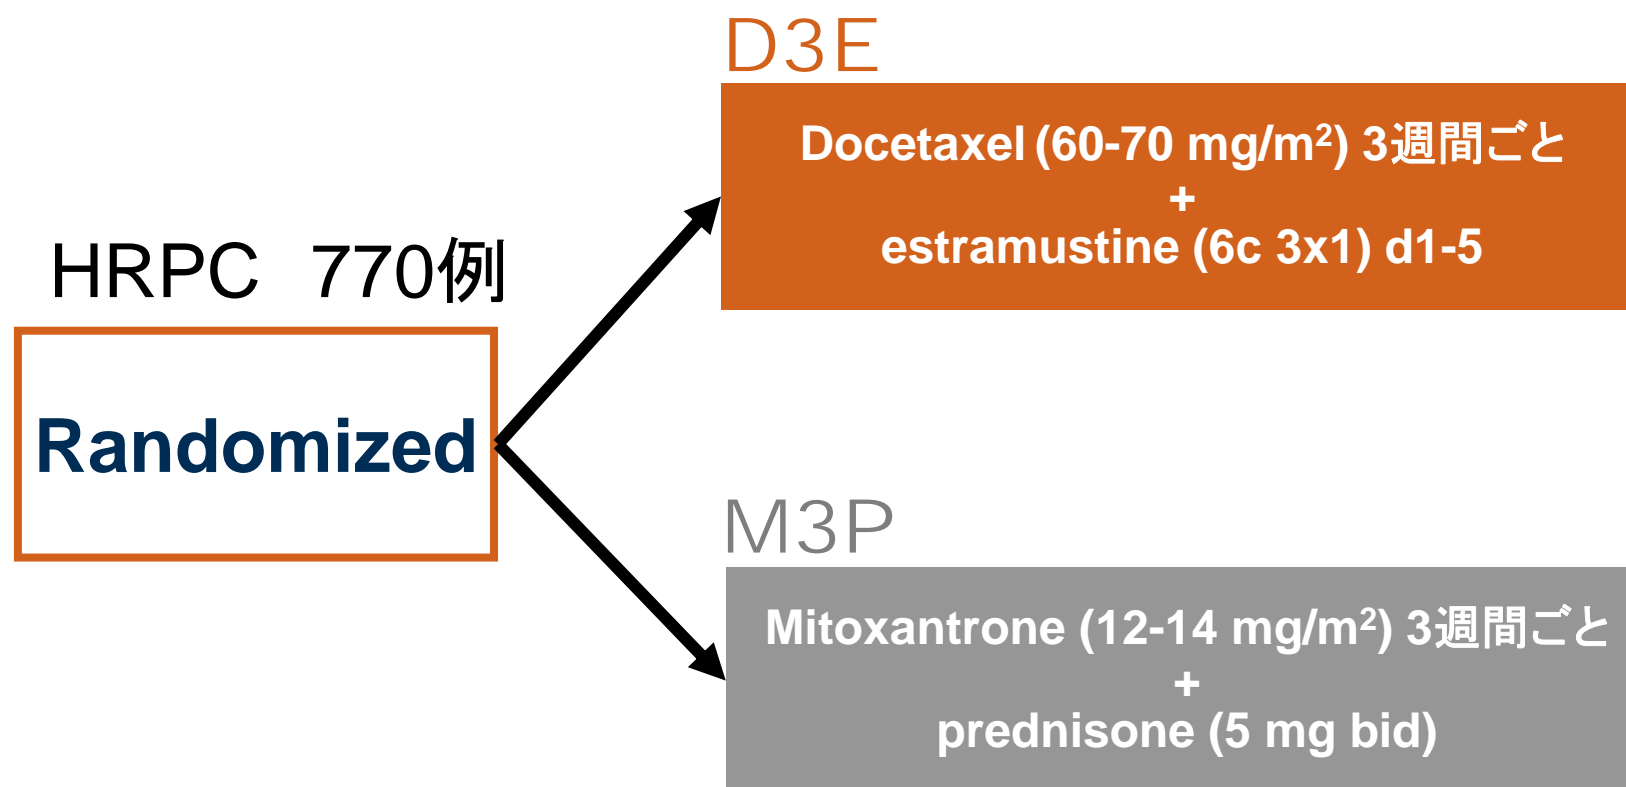 D3E
Docetaxel (60-70 mg/m²) 3週間ごと
+
estramustine (6c 3x1) d1-5
HRPC　770例
Randomized
M3P
Mitoxantrone (12-14 mg/m²) 3週間ごと
+
prednisone (5 mg bid)